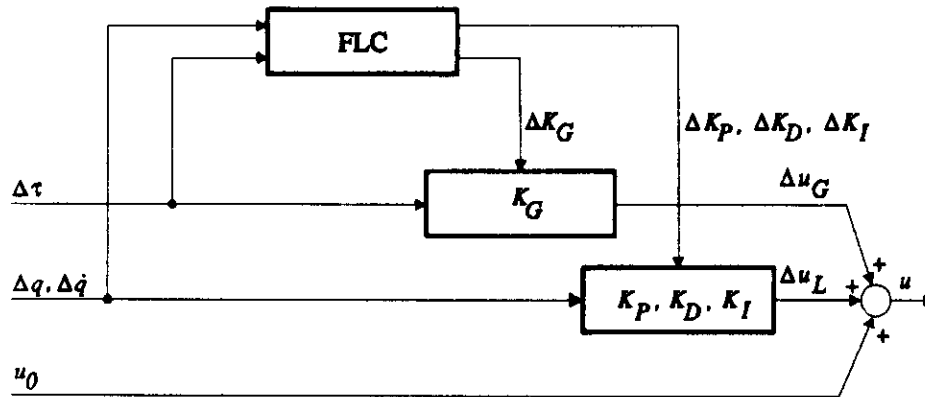 FLC
ΔK_G
ΔK_P, ΔK_D, ΔK_I
Δτ
K_G
Δu_G
+
Δq, Δq̇
K_P, K_D, K_I
Δu_L
+
u
+
u_0